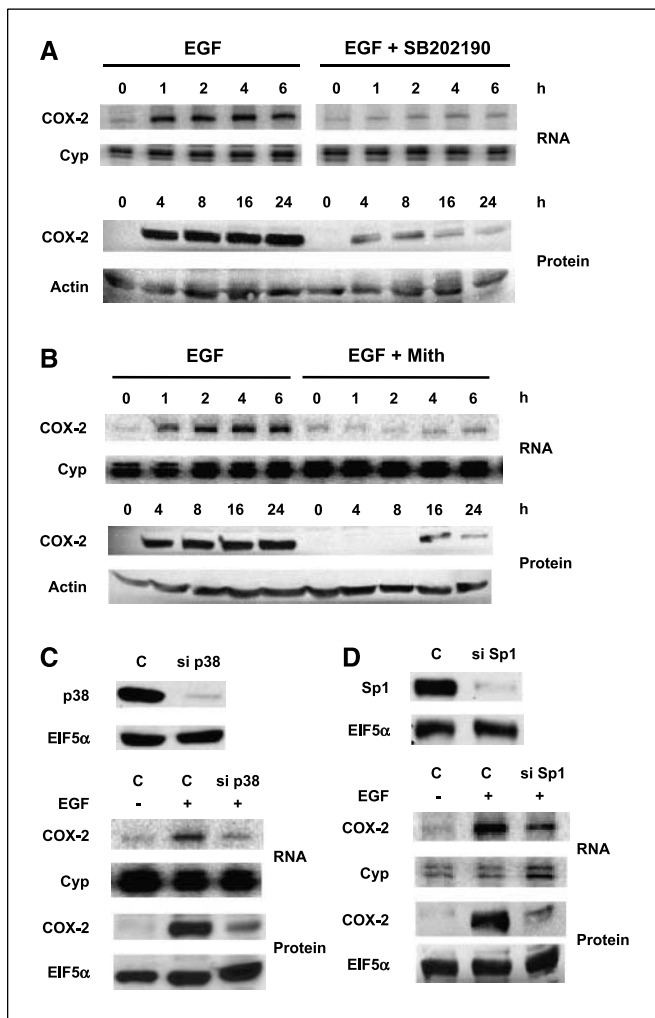 A
EGF EGF + SB202190
0 1 2 4 6 0 1 2 4 6 h
COX-2
RNA
Cyp
0 4 8 16 24 0 4 8 16 24 h
COX-2
Protein
Actin
B
EGF EGF + Mith
0 1 2 4 6 0 1 2 4 6 h
COX-2
RNA
Cyp
0 4 8 16 24 0 4 8 16 24 h
COX-2
Protein
Actin
C
C si p38
p38
EIF5α
C C si p38
EGF - + +
COX-2
RNA
Cyp
COX-2
Protein
EIF5α
D
C si Sp1
Sp1
EIF5α
C C si Sp1
EGF - + +
COX-2
RNA
Cyp
COX-2
Protein
EIF5α